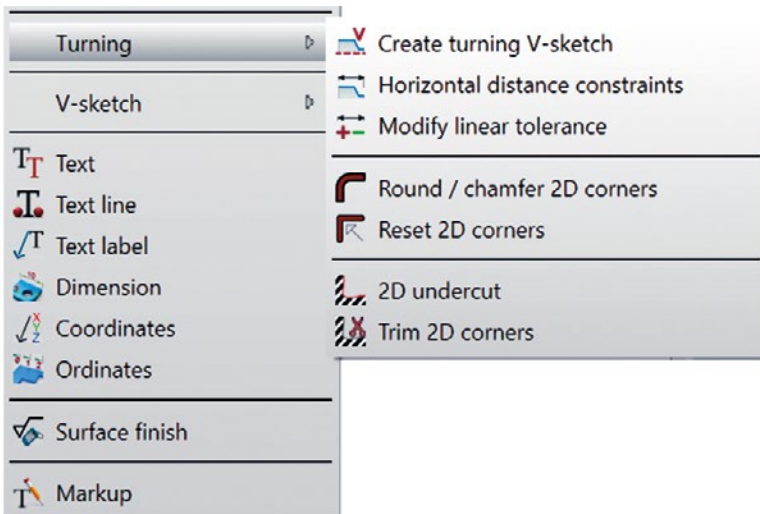 Turning
V-sketch
Text
Text line
Text label
Dimension
Coordinates
Ordinates
Surface finish
Markup
Create turning V-sketch
Horizontal distance constraints
Modify linear tolerance
Round / chamfer 2D corners
Reset 2D corners
2D undercut
Trim 2D corners